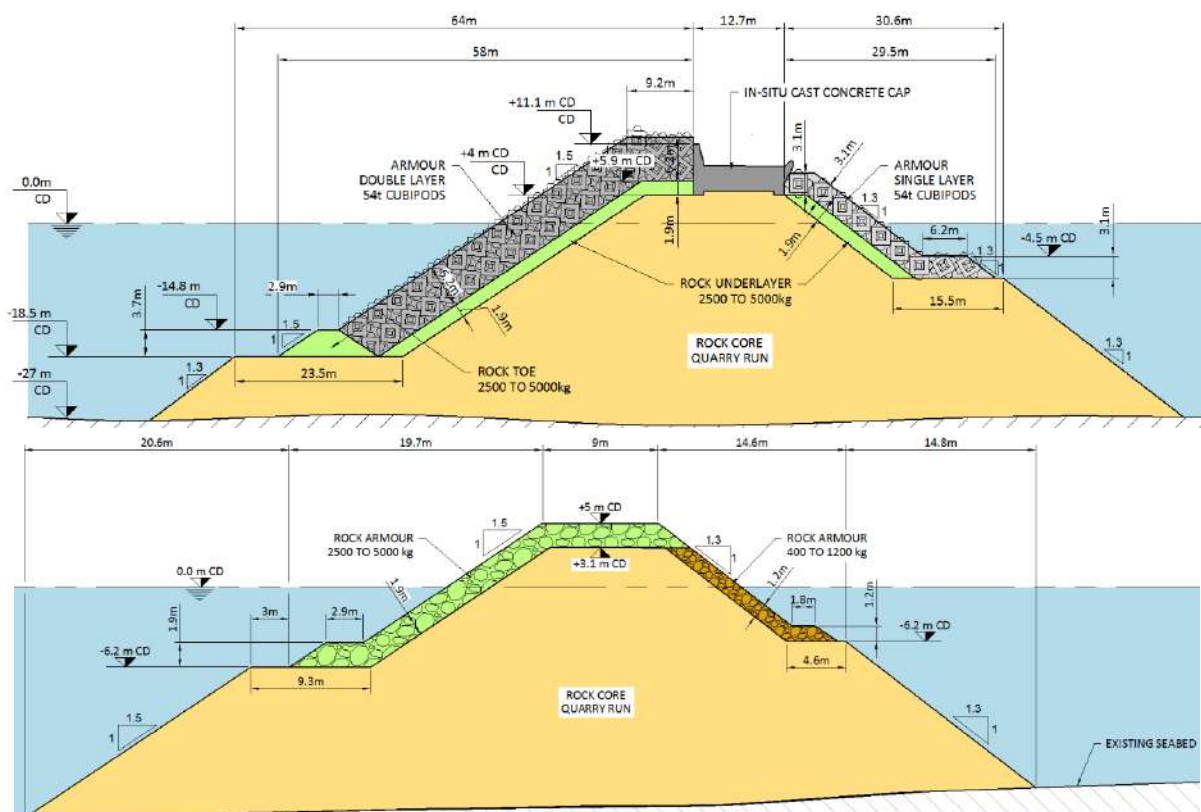 64m
12.7m
30.6m
58m
29.5m
9.2m
IN-SITU CAST CONCRETE CAP
+11.1 m CD
CD
3.1m
3.1m
+4 m CD
CD
1.5
1
+5.9 m CD
ARMOUR
DOUBLE LAYER
54t CUBIPODS
ARMOUR
SINGLE LAYER
54t CUBIPODS
0.0m
CD
1.3
1
1.9m
1.9m
6.2m
-4.5 m CD
3.1m
1.3
1
ROCK UNDERLAYER
2500 TO 5000kg
2.9m
-14.8 m
CD
3.7m
1.9m
15.5m
-18.5 m
CD
1.5
1
ROCK CORE
QUARRY RUN
ROCK TOE
2500 TO 5000kg
1.3
1
23.5m
1.3
1
-27 m
CD
20.6m
19.7m
9m
14.6m
14.8m
+5 m CD
1.5
1
ROCK ARMOUR
2500 TO 5000 kg
1.3
1
ROCK ARMOUR
400 TO 1200kg
+3.1 m CD
0.0m CD
1.9m
1.2m
1.8m
1.2m
3m
2.9m
1.9m
-6.2 m CD
-6.2 m CD
9.3m
4.6m
ROCK CORE
QUARRY RUN
1.5
1
1.3
1
EXISTING SEABED